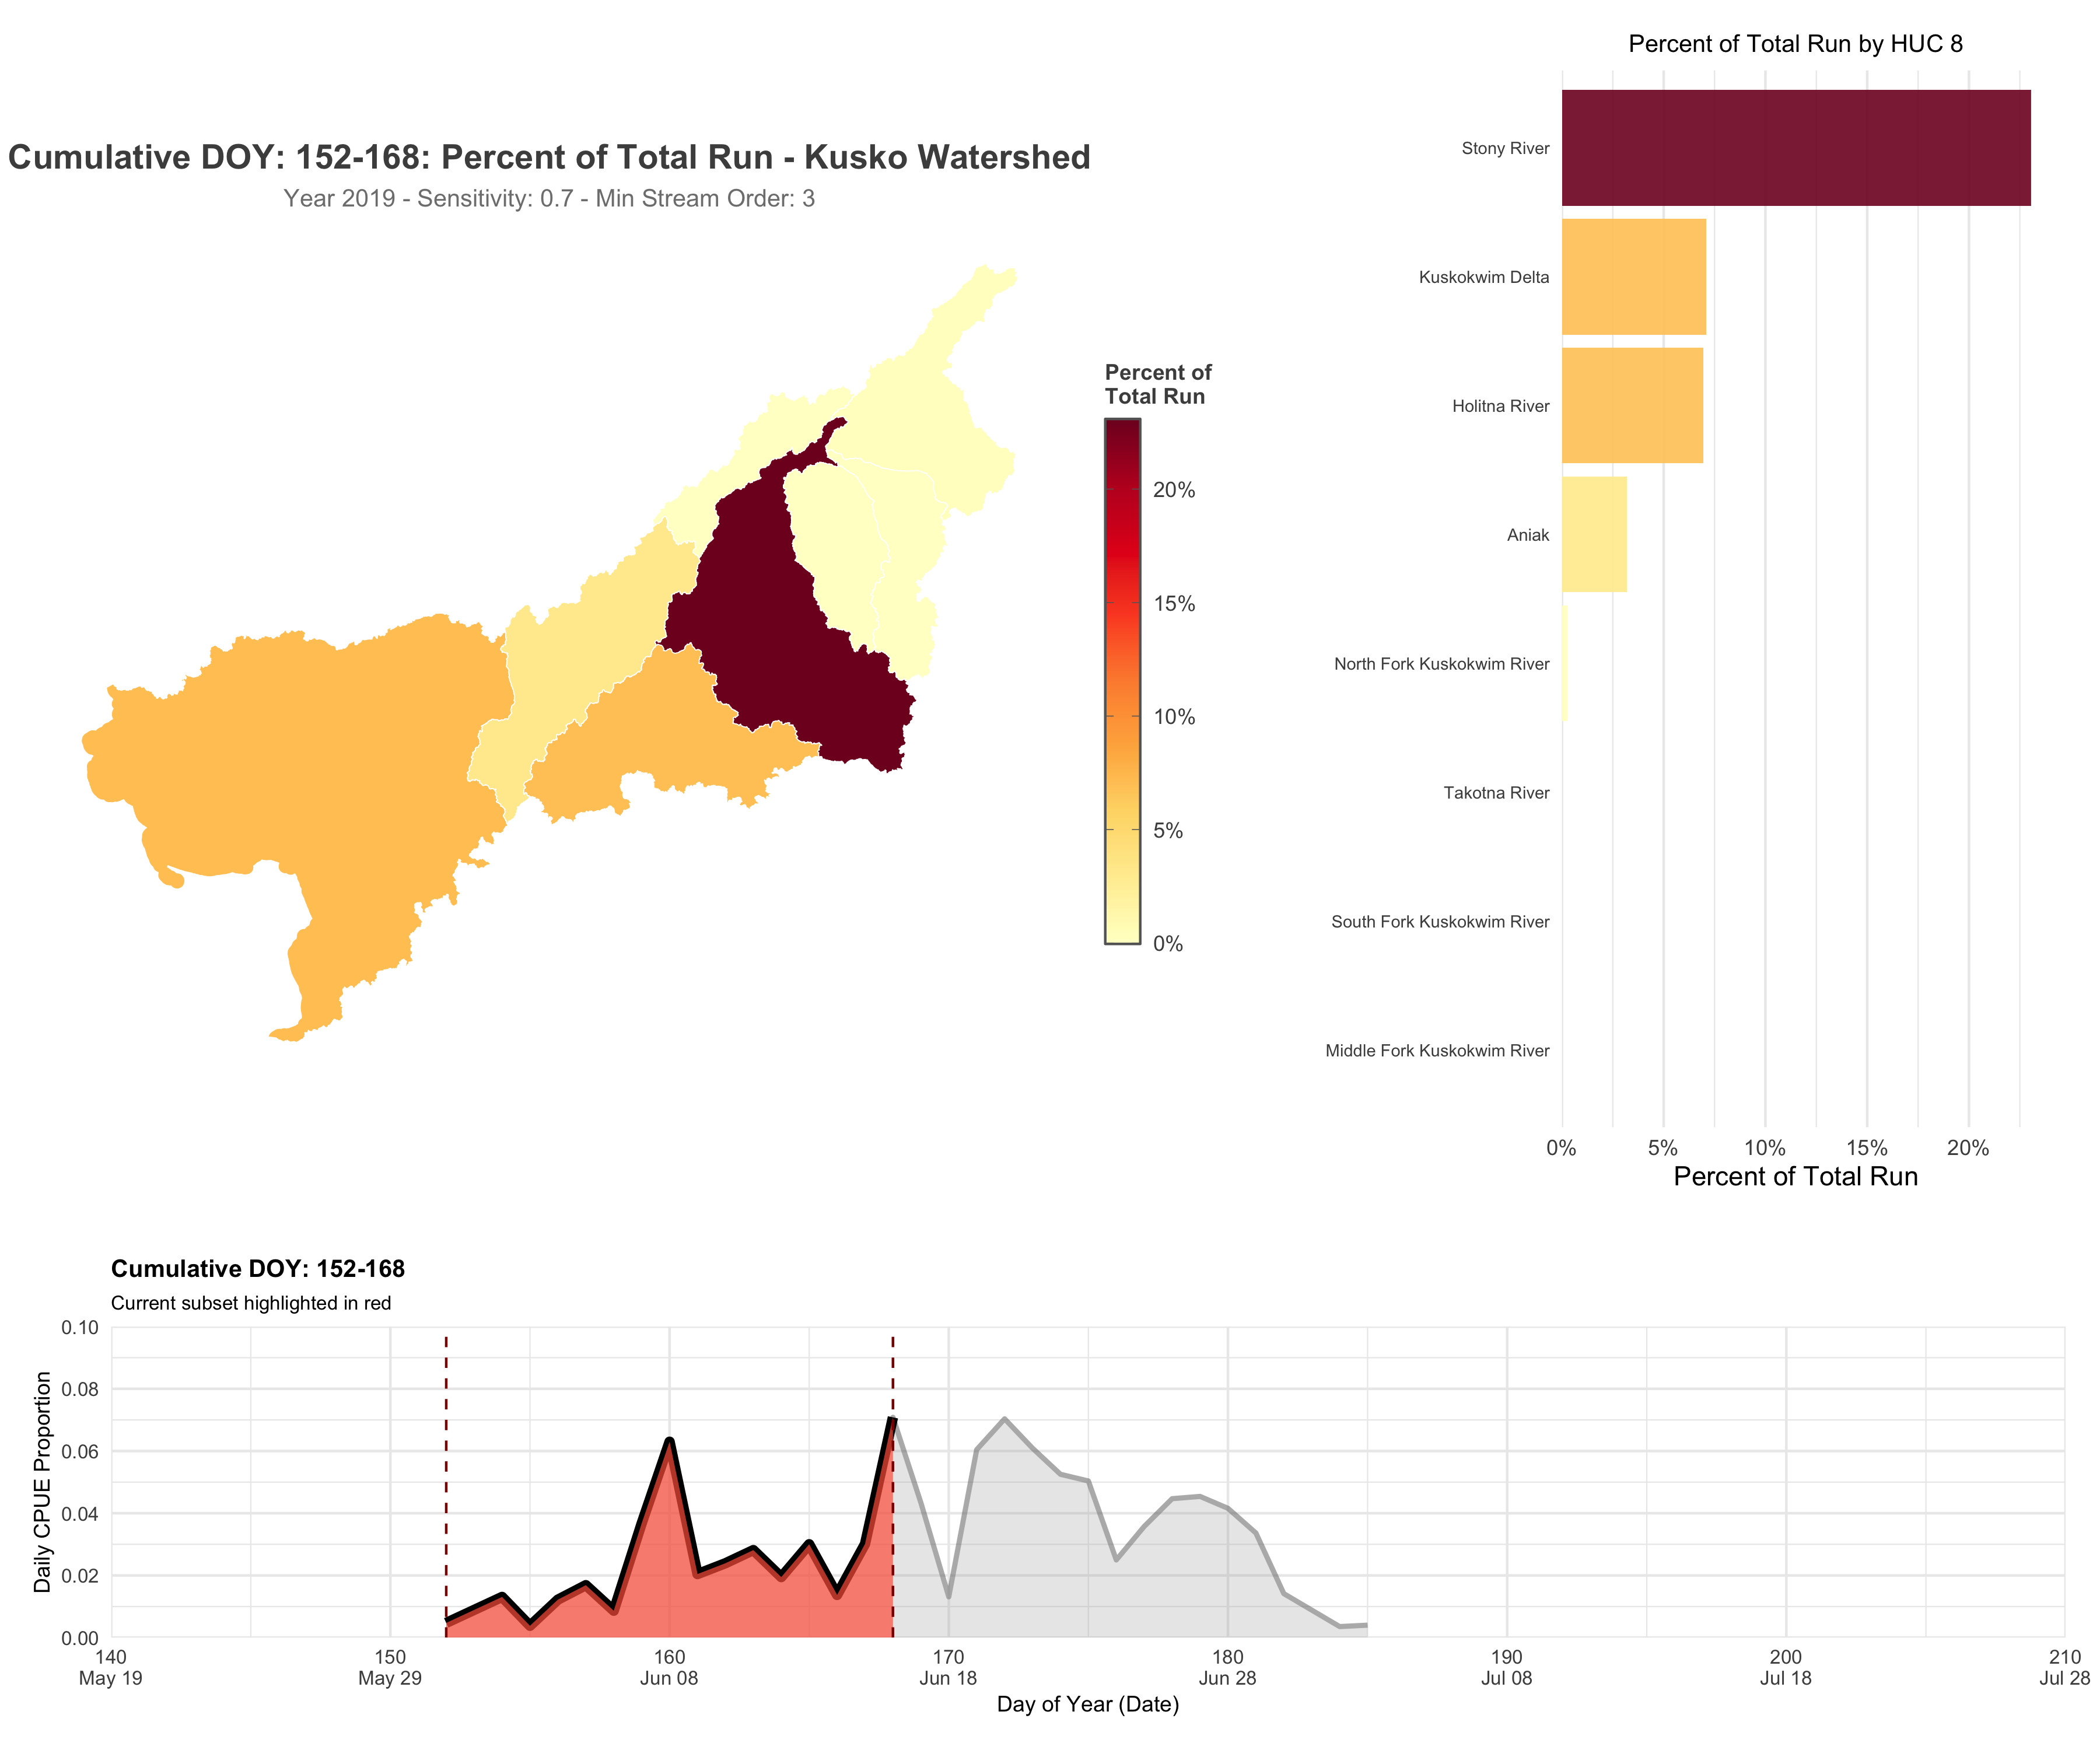 Percent of Total Run by HUC 8
Cumulative DOY: 152-168: Percent of Total Run - Kusko Watershed
Year 2019 - Sensitivity: 0.7 - Min Stream Order: 3
Percent of
Total Run
20%
15%
10%
5%
0%
Stony River
Kuskokwim Delta
Holitna River
Aniak
North Fork Kuskokwim River
Takotna River
South Fork Kuskokwim River
Middle Fork Kuskokwim River
0% 5% 10% 15% 20%
Percent of Total Run
Cumulative DOY: 152-168
Current subset highlighted in red
Daily CPUE Proportion
0.10
0.08
0.06
0.04
0.02
0.00
140 150 160 170 180 190 200 210
May 19 May 29 Jun 08 Jun 18 Jun 28 Jul 08 Jul 18 Jul 28
Day of Year (Date)